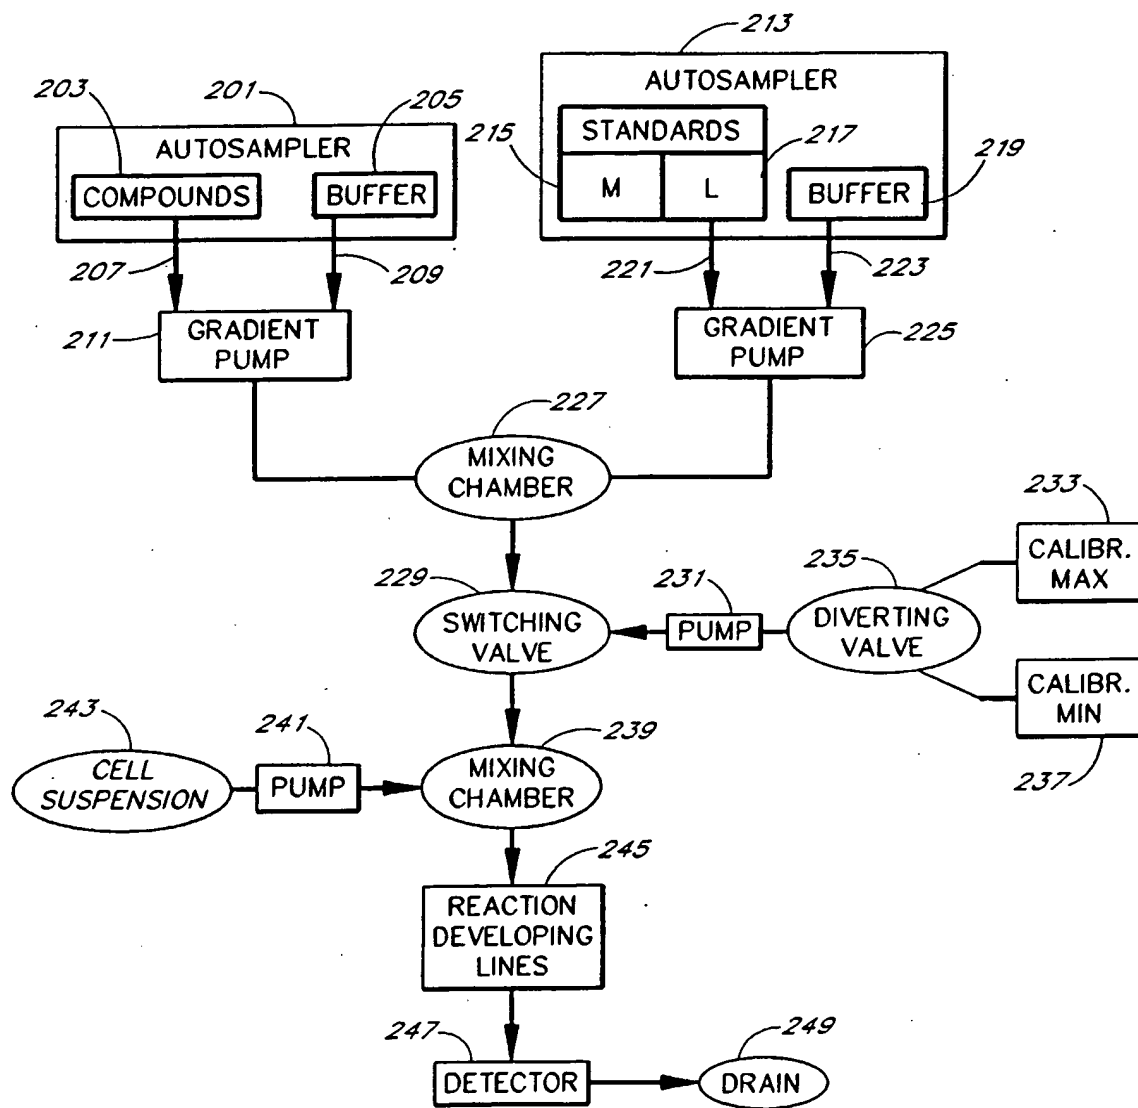 213
AUTOSAMPLER
203
201
205
STANDARDS
217
215
219
AUTOSAMPLER
M
L
BUFFER
COMPOUNDS
BUFFER
207
209
221
223
211
GRADIENT
PUMP
GRADIENT
PUMP
225
227
MIXING
CHAMBER
233
CALIBR.
MAX
229
231
235
SWITCHING
VALVE
PUMP
DIVERTING
VALVE
CALIBR.
MIN
237
243
241
239
CELL
SUSPENSION
PUMP
MIXING
CHAMBER
245
REACTION
DEVELOPING
LINES
247
249
DETECTOR
DRAIN